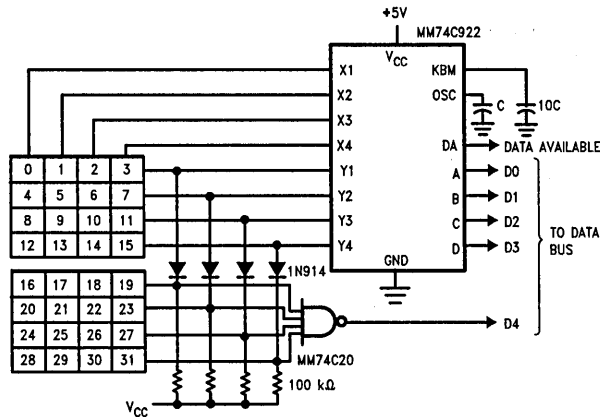 +5V
MM74C922
VCC
X1 KBM
X2 OSC C 10C
X3
X4 DA DATA AVAILABLE
0 1 2 3 Y1 A D0
4 5 6 7 Y2 B D1
8 9 10 11 Y3 C D2
12 13 14 15 Y4 D D3
TO DATA
BUS
GND
1N914
16 17 18 19
20 21 22 23
24 25 26 27
28 29 30 31
D4
MM74C20
100 kΩ
VCC